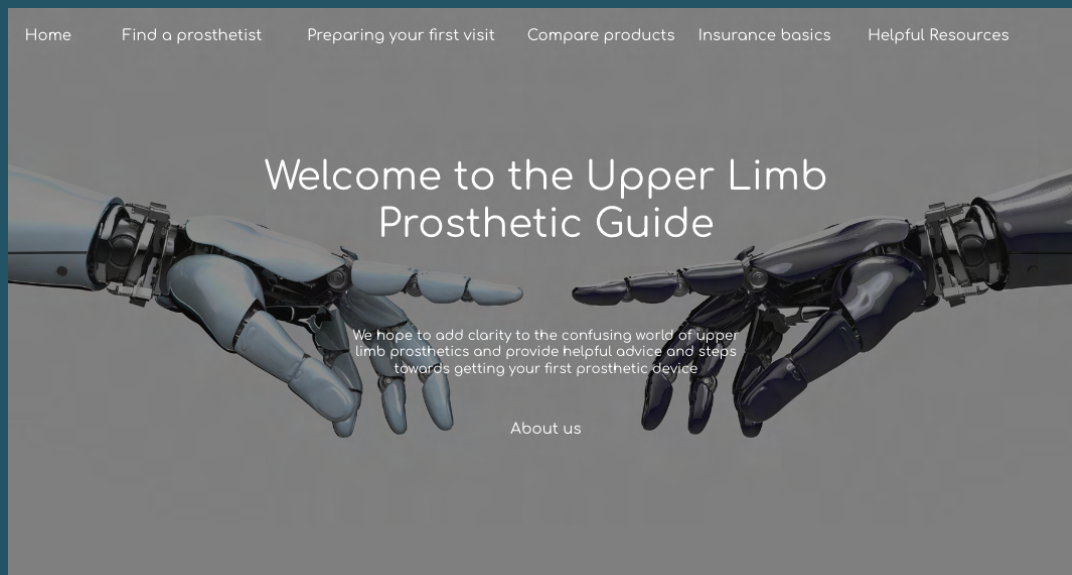 Home Find a prosthetist Preparing your first visit Compare products Insurance basics Helpful Resources
Welcome to the Upper Limb
Prosthetic Guide
We hope to add clarity to the confusing world of upper
limb prosthetics and provide helpful advice and steps
towards getting your first prosthetic device
About us